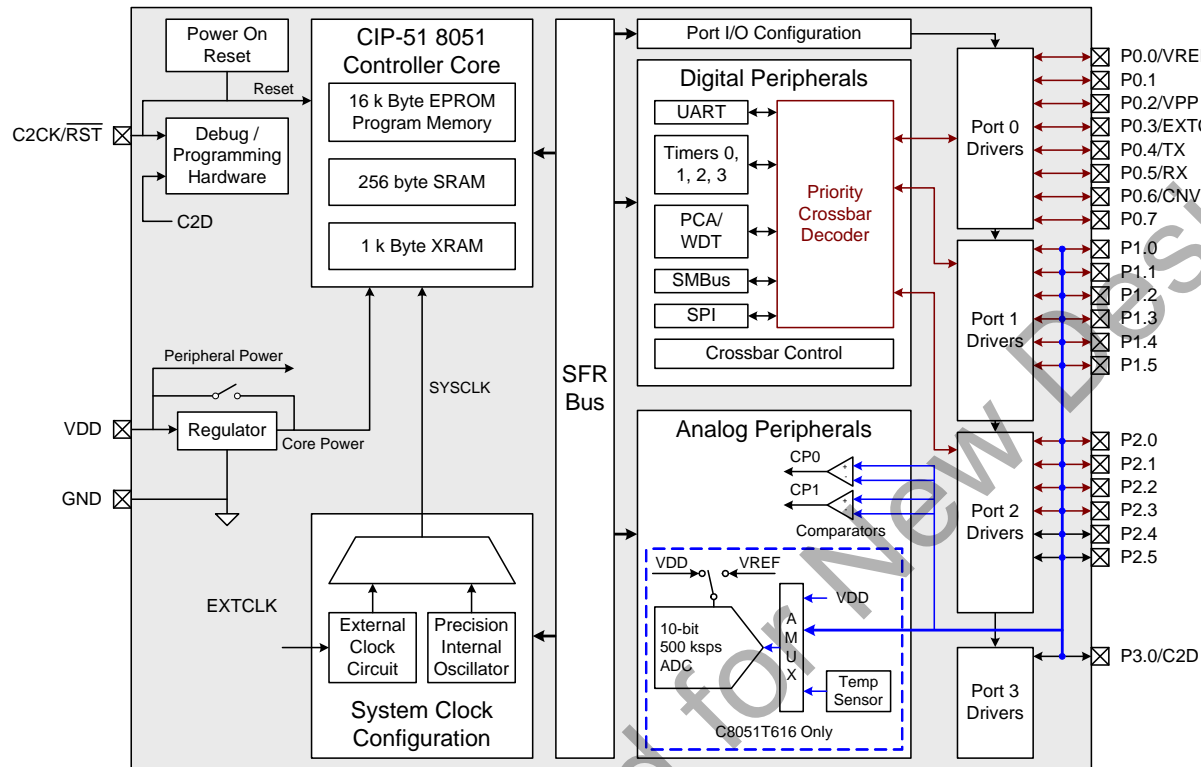 Power On
Reset
Reset
C2CK/RST
Debug /
Programming
Hardware
C2D
CIP-51 8051
Controller Core
16 k Byte EPROM
Program Memory
256 byte SRAM
1 k Byte XRAM
Peripheral Power
VDD
Regulator
Core Power
GND
SYSCLK
EXTCLK
External
Clock
Circuit
Precision
Internal
Oscillator
System Clock
Configuration
SFR
Bus
Port I/O Configuration
Digital Peripherals
UART
Timers 0,
1, 2, 3
PCA/
WDT
SMBus
SPI
Priority
Crossbar
Decoder
Crossbar Control
Analog Peripherals
CP0
+
-
CP1
+
-
Comparators
VDD
VREF
10-bit
500 ksps
ADC
A
M
U
X
VDD
Temp
Sensor
C8051T616 Only
Port 0
Drivers
Port 1
Drivers
Port 2
Drivers
Port 3
Drivers
P0.0/VREF
P0.1
P0.2/VPP
P0.3/EXTC
P0.4/TX
P0.5/RX
P0.6/CNV
P0.7
P1.0
P1.1
P1.2
P1.3
P1.4
P1.5
P2.0
P2.1
P2.2
P2.3
P2.4
P2.5
P3.0/C2D
d for New Des